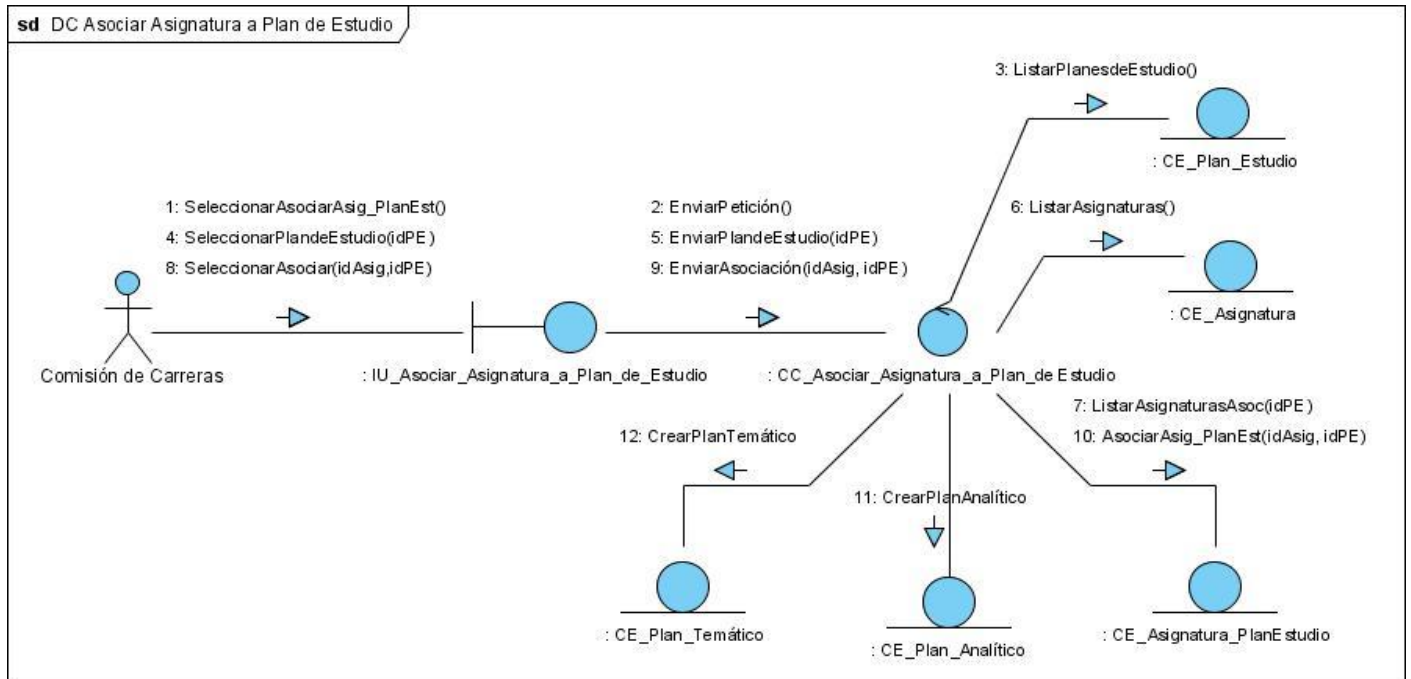 sd DC Asociar Asignatura a Plan de Estudio
3: ListarPlanesdeEstudio()
: CE_Plan_Estudio
1: SeleccionarAsociarAsig_PlanEst()
4: SeleccionarPlandeEstudio(idPE)
8: SeleccionarAsociar(idAsig,idPE)
2: EnviarPetición()
5: EnviarPlandeEstudio(idPE)
9: EnviarAsociación(idAsig, idPE)
6: ListarAsignaturas()
: CE_Asignatura
Comisión de Carreras
: IU_Asociar_Asignatura_a_Plan_de_Estudio
: CC_Asociar_Asignatura_a_Plan_de Estudio
7: ListarAsignaturasAsoc(idPE)
10: AsociarAsig_PlanEst(idAsig, idPE)
12: CrearPlanTemático
11: CrearPlanAnalítico
: CE_Plan_Temático
: CE_Plan_Analítico
: CE_Asignatura_PlanEstudio